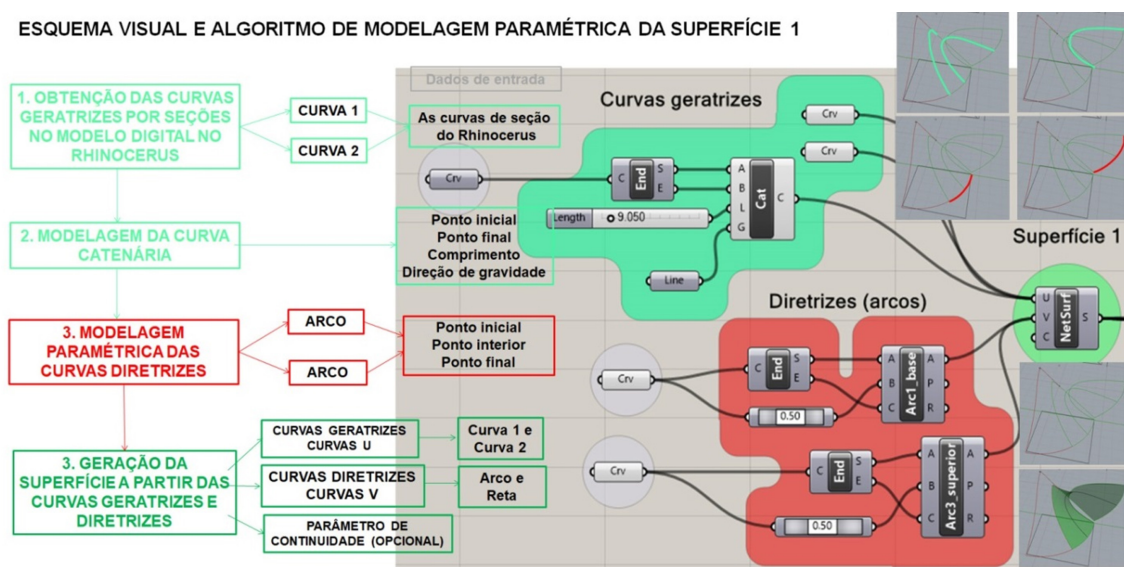 ESQUEMA VISUAL E ALGORITMO DE MODELAGEM PARAMÉTRICA DA SUPERFÍCIE 1
1. OBTENÇÃO DAS CURVAS
GERATRIZES POR SEÇÕES
NO MODELO DIGITAL NO
RHINOCERUS
CURVA 1
CURVA 2
Dados de entrada
As curvas de seção
do Rhinocerus
2. MODELAGEM DA CURVA
CATENÁRIA
Ponto inicial
Ponto final
Comprimento
Direção de gravidade
3. MODELAGEM
PARAMÉTRICA DAS
CURVAS DIRETRIZES
ARCO
ARCO
Ponto inicial
Ponto interior
Ponto final
3. GERAÇÃO DA
SUPERFÍCIE A PARTIR DAS
CURVAS GERATRIZES E
DIRETRIZES
CURVAS GERATRIZES
CURVAS U
Curva 1 e
Curva 2
CURVAS DIRETRIZES
CURVAS V
Arco e
Reta
PARÂMETRO DE
CONTINUIDADE (OPCIONAL)
Curvas geratrizes
Crv
Crv
Crv
C End S E
A B L G Cat C
Length 9.050
Line
Diretrizes (arcos)
Crv
C End S E
0.50
A B C Arc1_base A P R
Crv
C End S E
0.50
A B C Arc3_superior A P R
Superfície 1
U V C NetSurf S